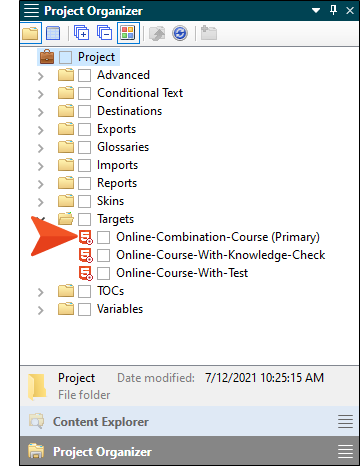 Project Organizer
Project
Advanced
Conditional Text
Destinations
Exports
Glossaries
Imports
Reports
Skins
Targets
Online-Combination-Course (Primary)
Online-Course-With-Knowledge-Check
Online-Course-With-Test
TOCs
Variables
Project Date modified: 7/12/2021 10:25:15 AM
File folder
Content Explorer
Project Organizer